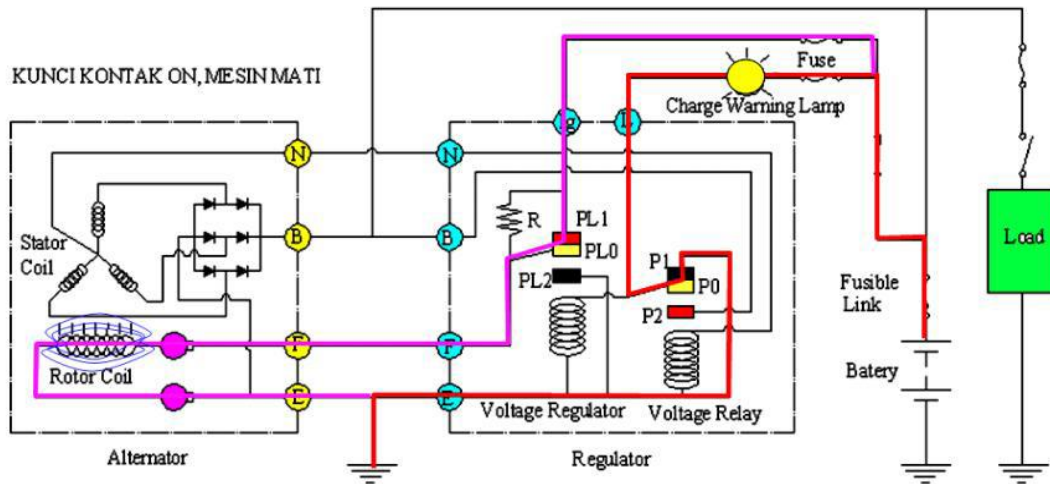 KUNCI KONTAK ON, MESIN MATI
Fuse
Charge Warning Lamp
Ig
L
N
N
R
PL1
PL0
B
B
PL2
P1
P0
P2
Stator
Coil
Load
Fusible
Link
F
F
Rotor Coil
E
E
Batery
Voltage Regulator
Voltage Relay
Alternator
Regulator